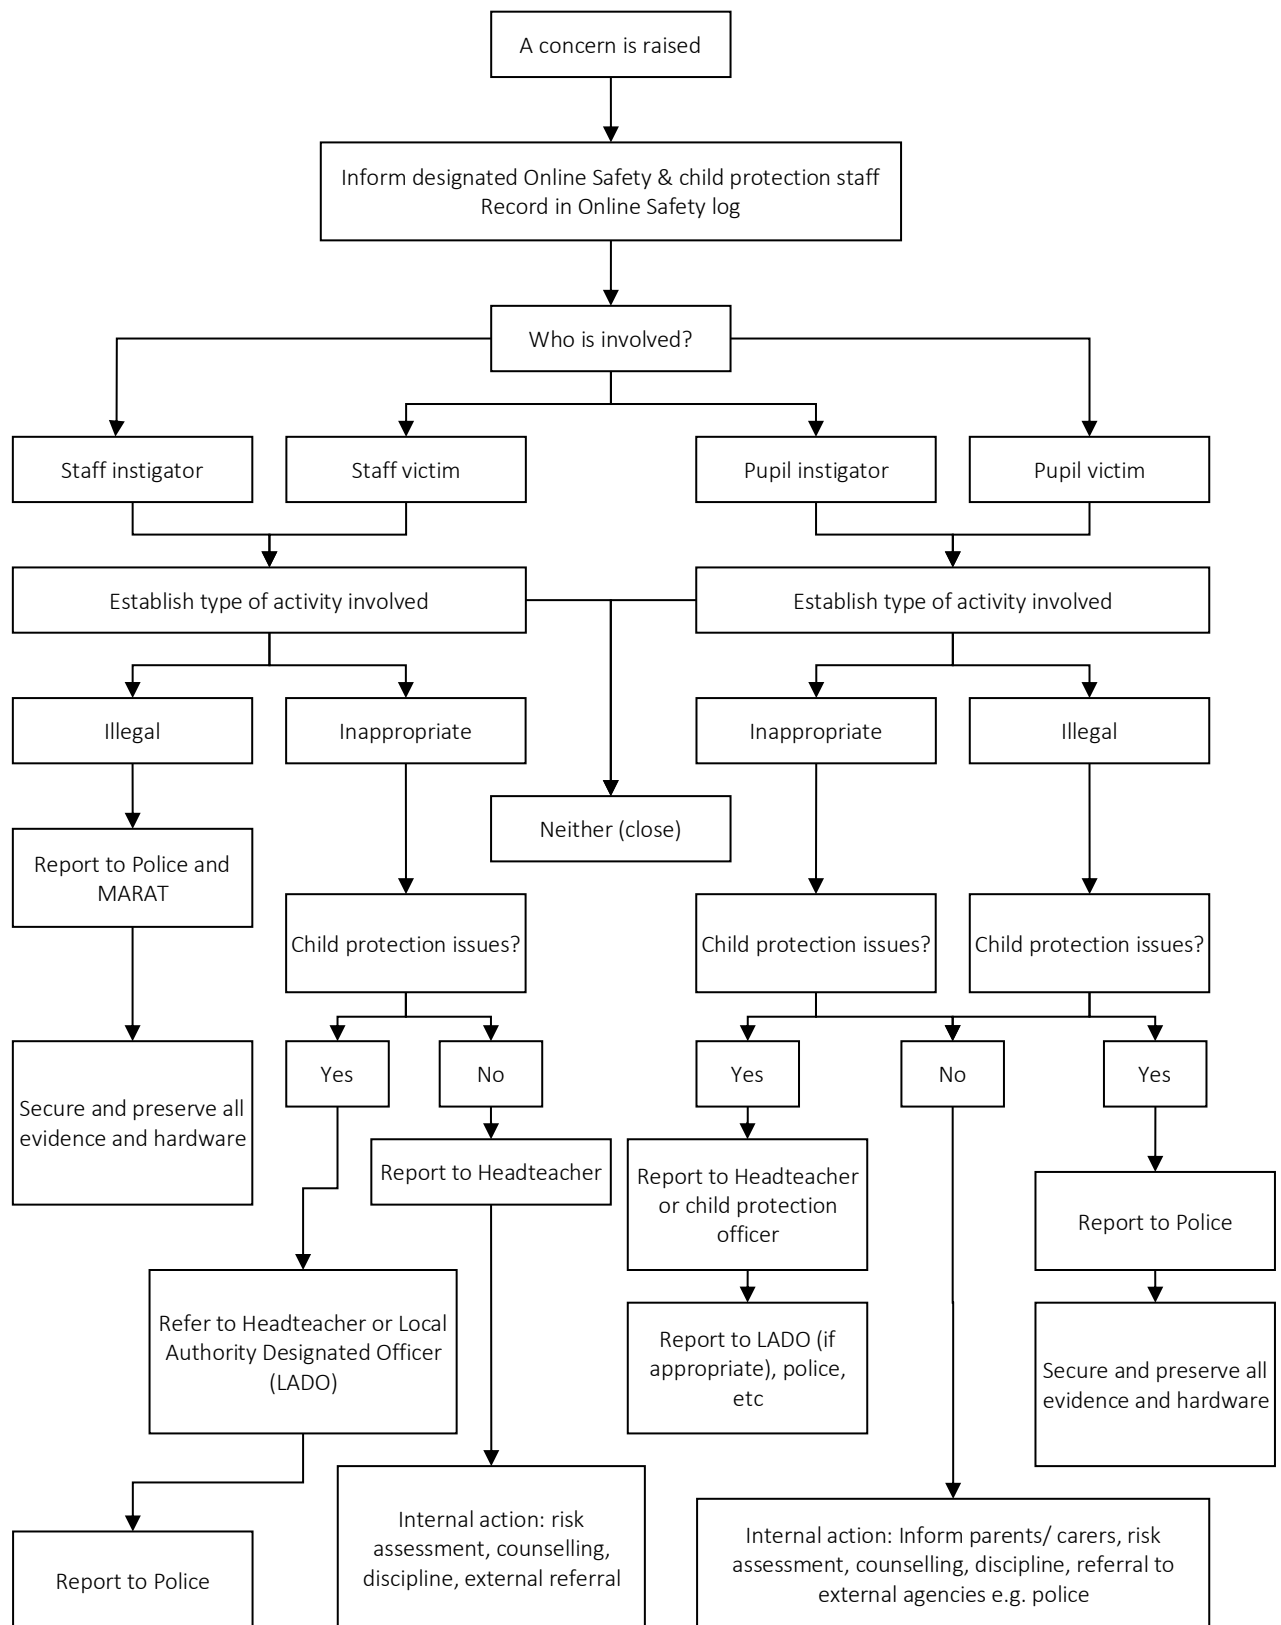 A concern is raised
Inform designated Online Safety & child protection staff
Record in Online Safety log
Who is involved?
Staff instigator
Staff victim
Pupil instigator
Pupil victim
Establish type of activity involved
Establish type of activity involved
Illegal
Inappropriate
Inappropriate
Illegal
Neither (close)
Report to Police and
MARAT
Child protection issues?
Child protection issues?
Child protection issues?
Secure and preserve all
evidence and hardware
Yes
No
Yes
No
Yes
Report to Headteacher
Report to Headteacher
or child protection
officer
Report to Police
Refer to Headteacher or Local
Authority Designated Officer
(LADO)
Report to LADO (if
appropriate), police,
etc
Secure and preserve all
evidence and hardware
Report to Police
Internal action: risk
assessment, counselling,
discipline, external referral
Internal action: Inform parents/ carers, risk
assessment, counselling, discipline, referral to
external agencies e.g. police